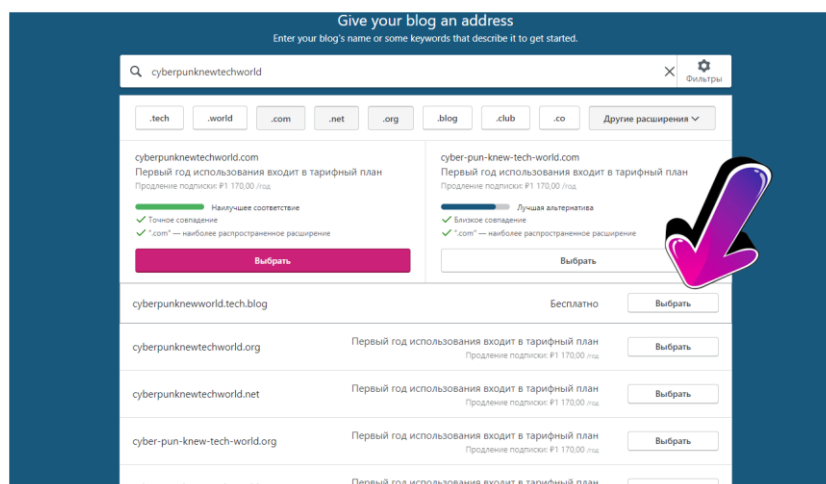 Give your blog an address
Enter your blog's name or some keywords that describe it to get started.
cyberpunknewtechworld
Фильтры
.tech .world .com .net .org .blog .club .co Другие расширения
cyberpunknewtechworld.com
Первый год использования входит в тарифный план
Продление подписки: ₽1 170,00 /год
Наилучшее соответствие
Точное совпадение
".com" — наиболее распространенное расширение
Выбрать
cyber-pun-knew-tech-world.com
Первый год использования входит в тарифный план
Продление подписки: ₽1 170,00 /год
Лучшая альтернатива
Близкое совпадение
".com" — наиболее распространенное расширение
Выбрать
cyberpunknewworld.tech.blog Бесплатно Выбрать
cyberpunknewtechworld.org Первый год использования входит в тарифный план
Продление подписки: ₽1 170,00 /год
Выбрать
cyberpunknewtechworld.net Первый год использования входит в тарифный план
Продление подписки: ₽1 170,00 /год
Выбрать
cyber-pun-knew-tech-world.org Первый год использования входит в тарифный план
Продление подписки: ₽1 170,00 /год
Выбрать
Первый год использования входит в тарифный план